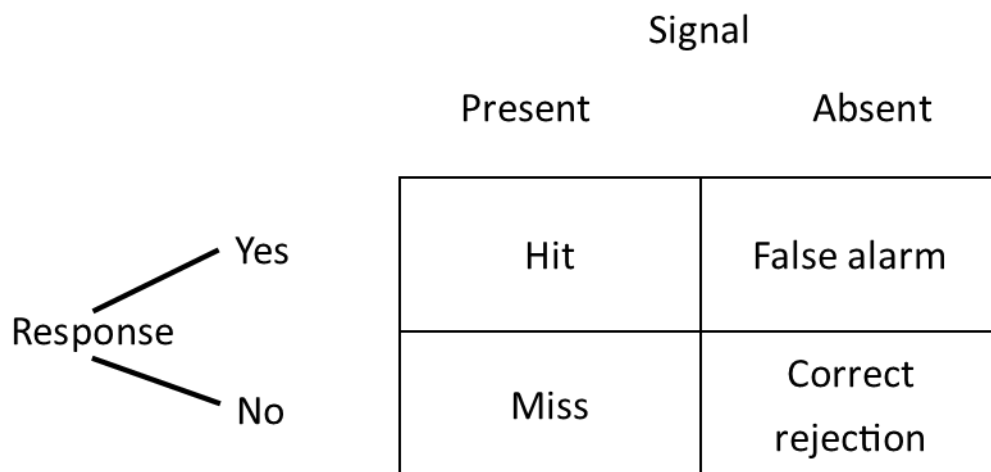 Signal
Present Absent
Yes Hit False alarm
Response
No Miss Correct
rejection